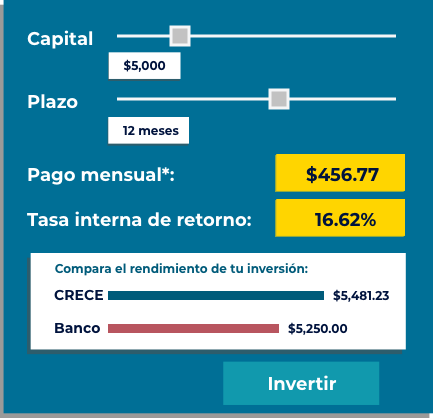 Capital
$5,000
Plazo
12 meses
Pago mensual*: $456.77
Tasa interna de retorno: 16.62%
Compara el rendimiento de tu inversión:
CRECE $5,481.23
Banco $5,250.00
Invertir